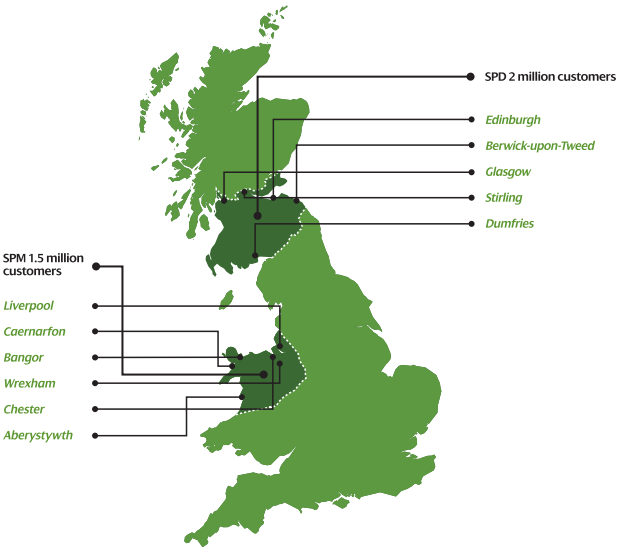 SPD 2 million customers
Edinburgh
Berwick-upon-Tweed
Glasgow
Stirling
Dumfries
SPM 1.5 million
customers
Liverpool
Caernarfon
Bangor
Wrexham
Chester
Aberystwyth